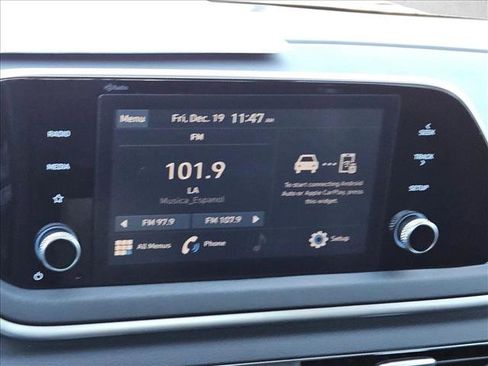 Menu Fri, Dec. 19 11:47 AM
FM
101.9
LA
Musica_Espanol
FM 97.9 FM 107.9
To start connecting Android
Auto or Apple CarPlay, press
this widget.
All Menus Phone Setup
RADIO
MEDIA
SEEK
TRACK
SETUP